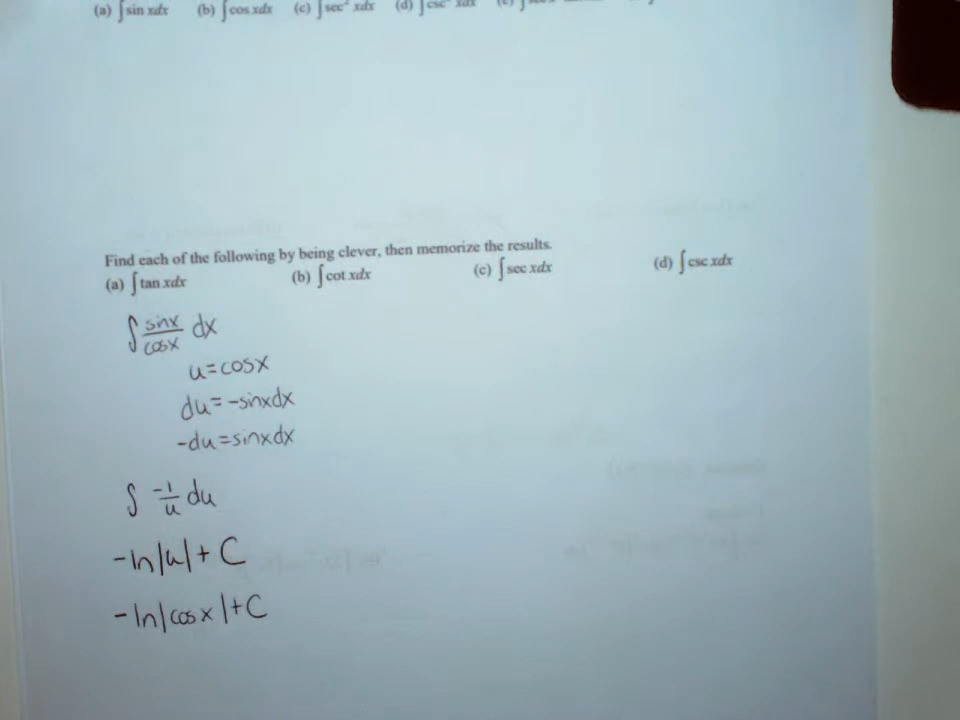 (a) ∫sin xdx (b) ∫cos xdx (c) ∫sec² xdx (d) ∫csc² xdx
Find each of the following by being clever, then memorize the results.
(a) ∫tan xdx (b) ∫cot xdx (c) ∫sec xdx (d) ∫csc xdx
∫ sinx/cosx dx
u=cosx
du=-sinxdx
-du=sinxdx
∫ -1/u du
-ln|u|+C
-ln|cosx|+C